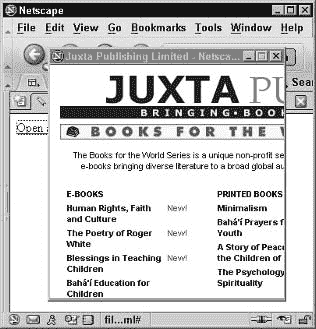 Netscape
File Edit View Go Bookmarks Tools Window Help
Juxta Publishing Limited - Netsca...
Sear
Open
JUXTA PU
BRINGING • BOO
BOOKS FOR THE W
The Books for the World Series is a unique non-profit se
e-books bringing diverse literature to a broad global au
E-BOOKS
Human Rights, Faith and Culture New!
The Poetry of Roger White New!
Blessings in Teaching Children New!
Bahá'í Education for Children
PRINTED BOOKS
Minimalism
Bahá'í Prayers f
Youth
A Story of Peac
the Children of
The Psychology
Spirituality
fil...ml#